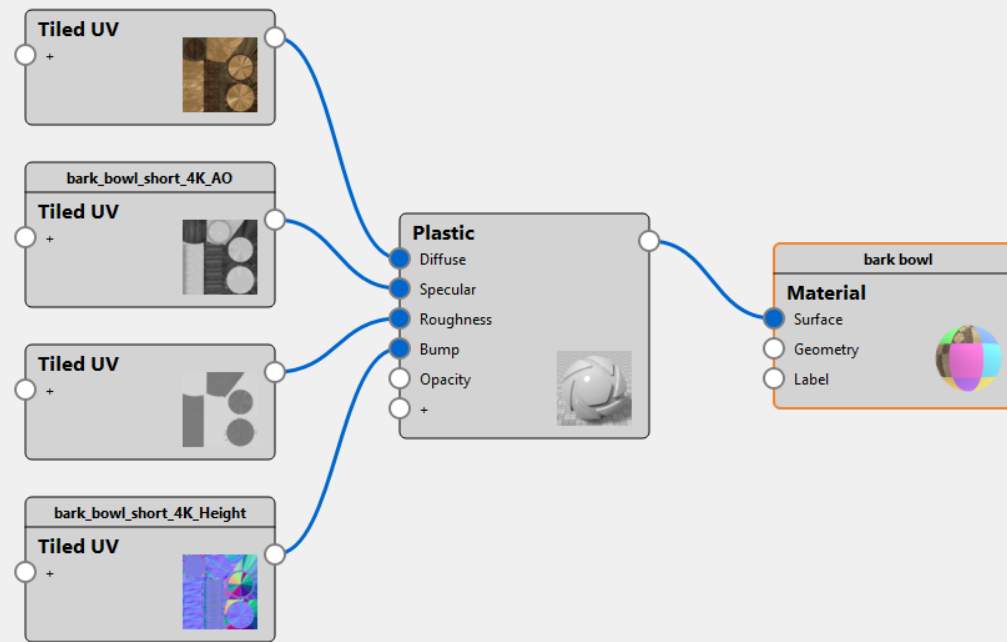 Tiled UV
+
bark_bowl_short_4K_AO
Tiled UV
+
Tiled UV
+
bark_bowl_short_4K_Height
Tiled UV
+
Plastic
Diffuse
Specular
Roughness
Bump
Opacity
+
bark bowl
Material
Surface
Geometry
Label